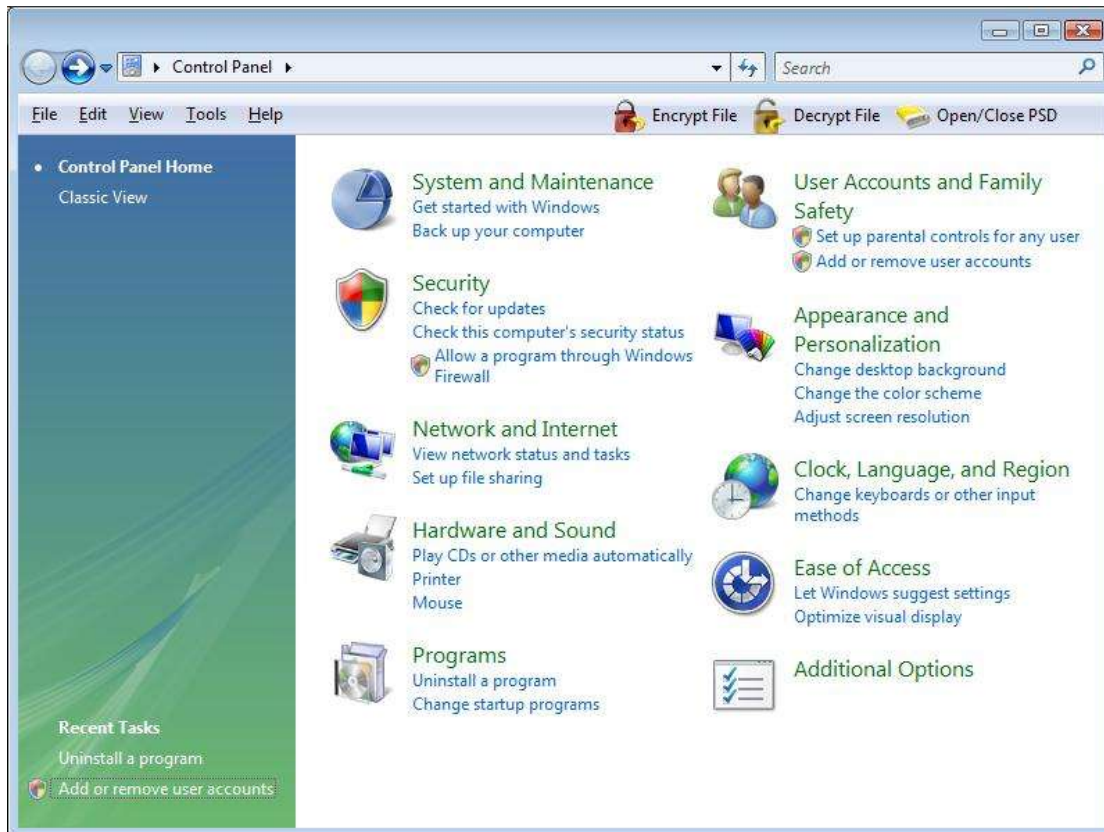 Control Panel
Search
File Edit View Tools Help
Encrypt File Decrypt File Open/Close PSD
Control Panel Home
Classic View
System and Maintenance
Get started with Windows
Back up your computer
Security
Check for updates
Check this computer's security status
Allow a program through Windows
Firewall
Network and Internet
View network status and tasks
Set up file sharing
Hardware and Sound
Play CDs or other media automatically
Printer
Mouse
Programs
Uninstall a program
Change startup programs
User Accounts and Family
Safety
Set up parental controls for any user
Add or remove user accounts
Appearance and
Personalization
Change desktop background
Change the color scheme
Adjust screen resolution
Clock, Language, and Region
Change keyboards or other input
methods
Ease of Access
Let Windows suggest settings
Optimize visual display
Additional Options
Recent Tasks
Uninstall a program
Add or remove user accounts